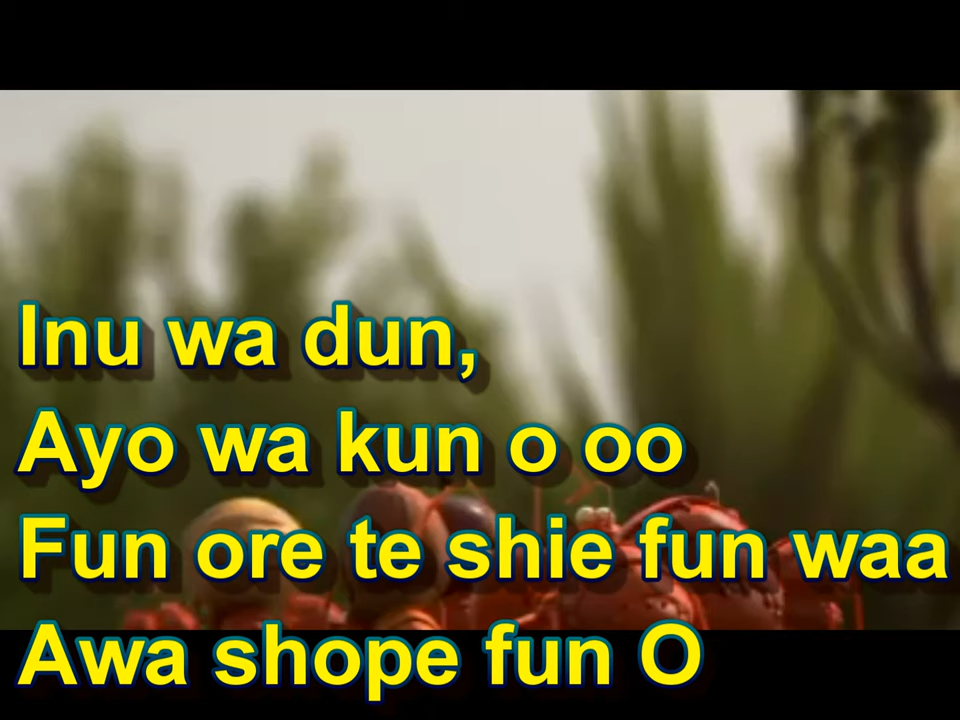 Inu wa dun,
Ayo wa kun o oo
Fun ore te shie fun waa
Awa shope fun O